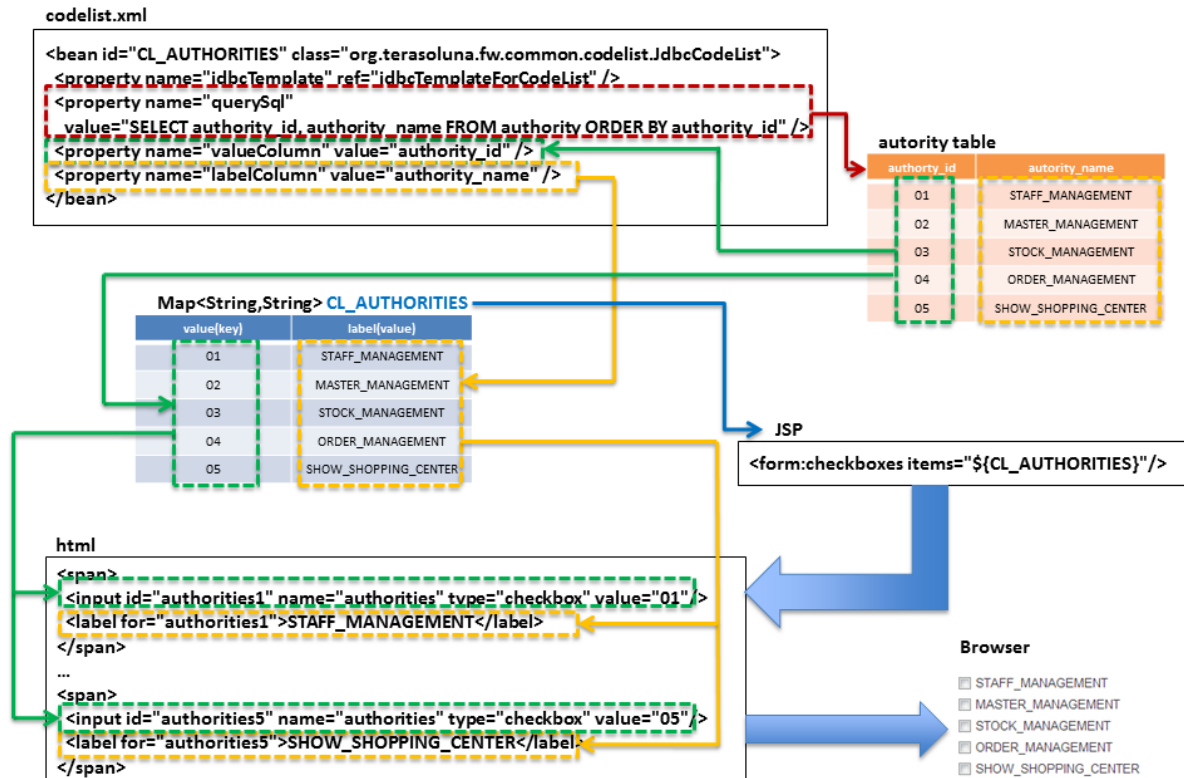 codelist.xml
<bean id="CL_AUTHORITIES" class="org.terasoluna.fw.common.codelist.JdbcCodeList">
<property name="jdbcTemplate" ref="jdbcTemplateForCodeList" />
<property name="querySql"
value="SELECT authority_id, authority_name FROM authority ORDER BY authority_id" />
<property name="valueColumn" value="authority_id" />
<property name="labelColumn" value="authority_name" />
</bean>
autority table
authorty_id autority_name
01 STAFF_MANAGEMENT
02 MASTER_MANAGEMENT
03 STOCK_MANAGEMENT
04 ORDER_MANAGEMENT
05 SHOW_SHOPPING_CENTER
Map<String,String> CL_AUTHORITIES
value(key) label(value)
01 STAFF_MANAGEMENT
02 MASTER_MANAGEMENT
03 STOCK_MANAGEMENT
04 ORDER_MANAGEMENT
05 SHOW_SHOPPING_CENTER
JSP
<form:checkboxes items="${CL_AUTHORITIES}"/>
html
<span>
<input id="authorities1" name="authorities" type="checkbox" value="01"/>
<label for="authorities1">STAFF_MANAGEMENT</label>
</span>
...
<span>
<input id="authorities5" name="authorities" type="checkbox" value="05"/>
<label for="authorities5">SHOW_SHOPPING_CENTER</label>
</span>
Browser
STAFF_MANAGEMENT
MASTER_MANAGEMENT
STOCK_MANAGEMENT
ORDER_MANAGEMENT
SHOW_SHOPPING_CENTER